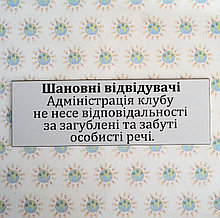 Шановні відвідувачі
Адміністрація клубу
не несе відповідальності
за загублені та забуті
особисті речі.